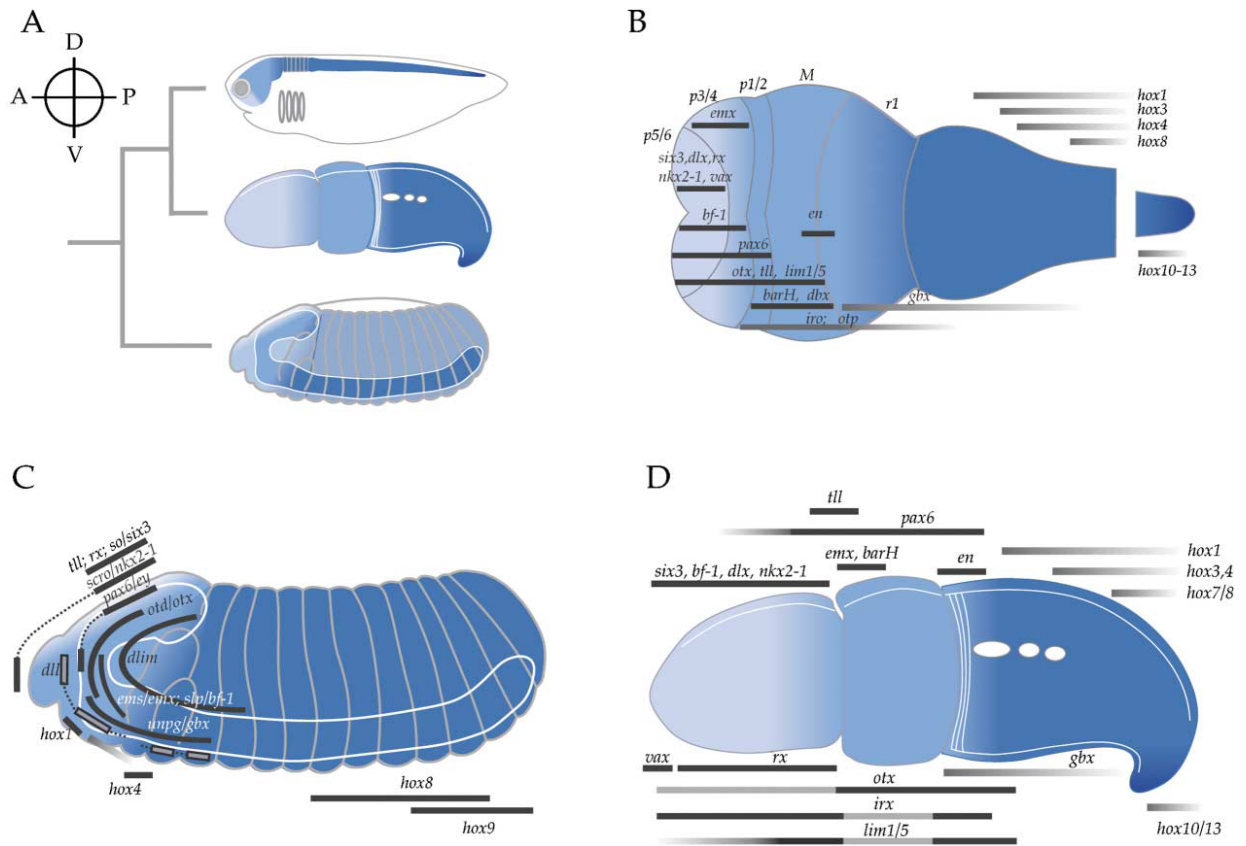 A
D
A P
V
B
M
p1/2
p3/4
r1
emx
p5/6
hox1
hox3
hox4
hox8
six3,dlx,rx
nkx2-1, vax
bf-1
en
pax6
otx, tll, lim1/5
barH, dbx
gbx
iro; otp
hox10-13
C
tll; rx; so/six3
scro/nkx2-1
pax6/ey
otd/otx
dlim
dll
ems/emx; slp/bf-1
unpg/gbx
hox1
hox4
hox8
hox9
D
tll
pax6
emx, barH
en
hox1
six3, bf-1, dlx, nkx2-1
hox3,4
hox7/8
vax
rx
gbx
otx
irx
lim1/5
hox10/13